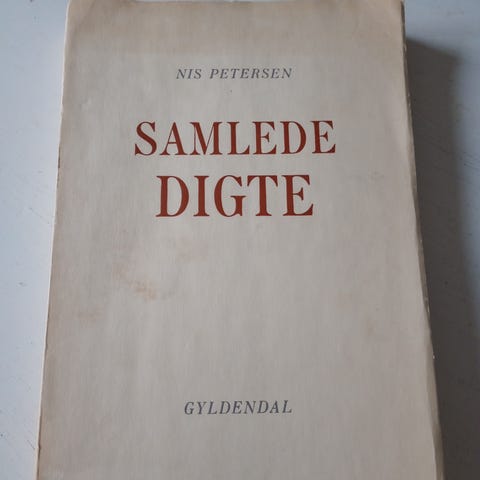 NIS PETERSEN
SAMLEDE
DIGTE
GYLDENDAL